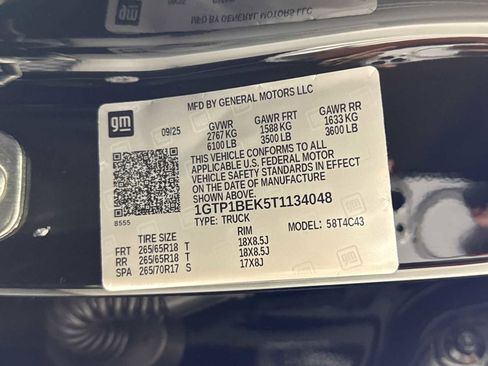 MFD BY GENERAL MOTORS LLC
gm
09/25
GVWR GAWR FRT GAWR RR
2767 KG 1588 KG 1633 KG
6100 LB 3500 LB 3600 LB
THIS VEHICLE CONFORMS TO ALL
APPLICABLE U.S. FEDERAL MOTOR
VEHICLE SAFETY STANDARDS IN EFFECT
ON THE DATE OF MANUFACTURE
SHOWN ABOVE
1GTP1BEK5T1134048
8555
TYPE: TRUCK MODEL: 58T4C43
TIRE SIZE RIM
FRT 265/65R18 T 18X8.5J
RR 265/65R18 T 18X8.5J
SPA 265/70R17 S 17X8J